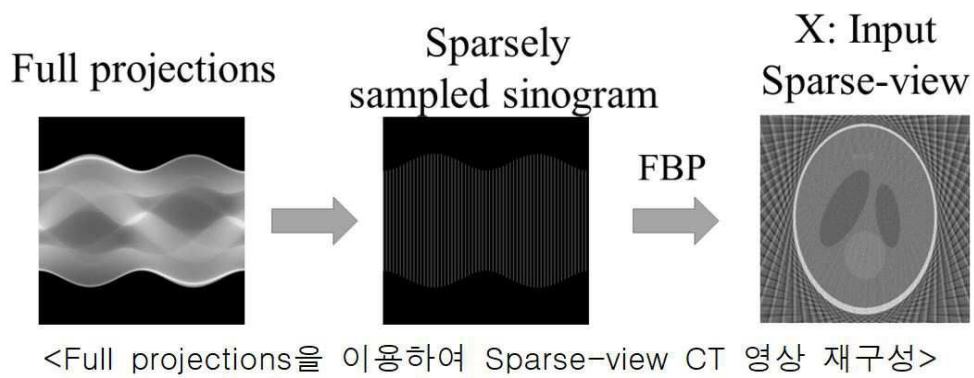 Full projections
Sparsely
sampled sinogram
X: Input
Sparse-view
FBP
<Full projections을 이용하여 Sparse-view CT 영상 재구성>